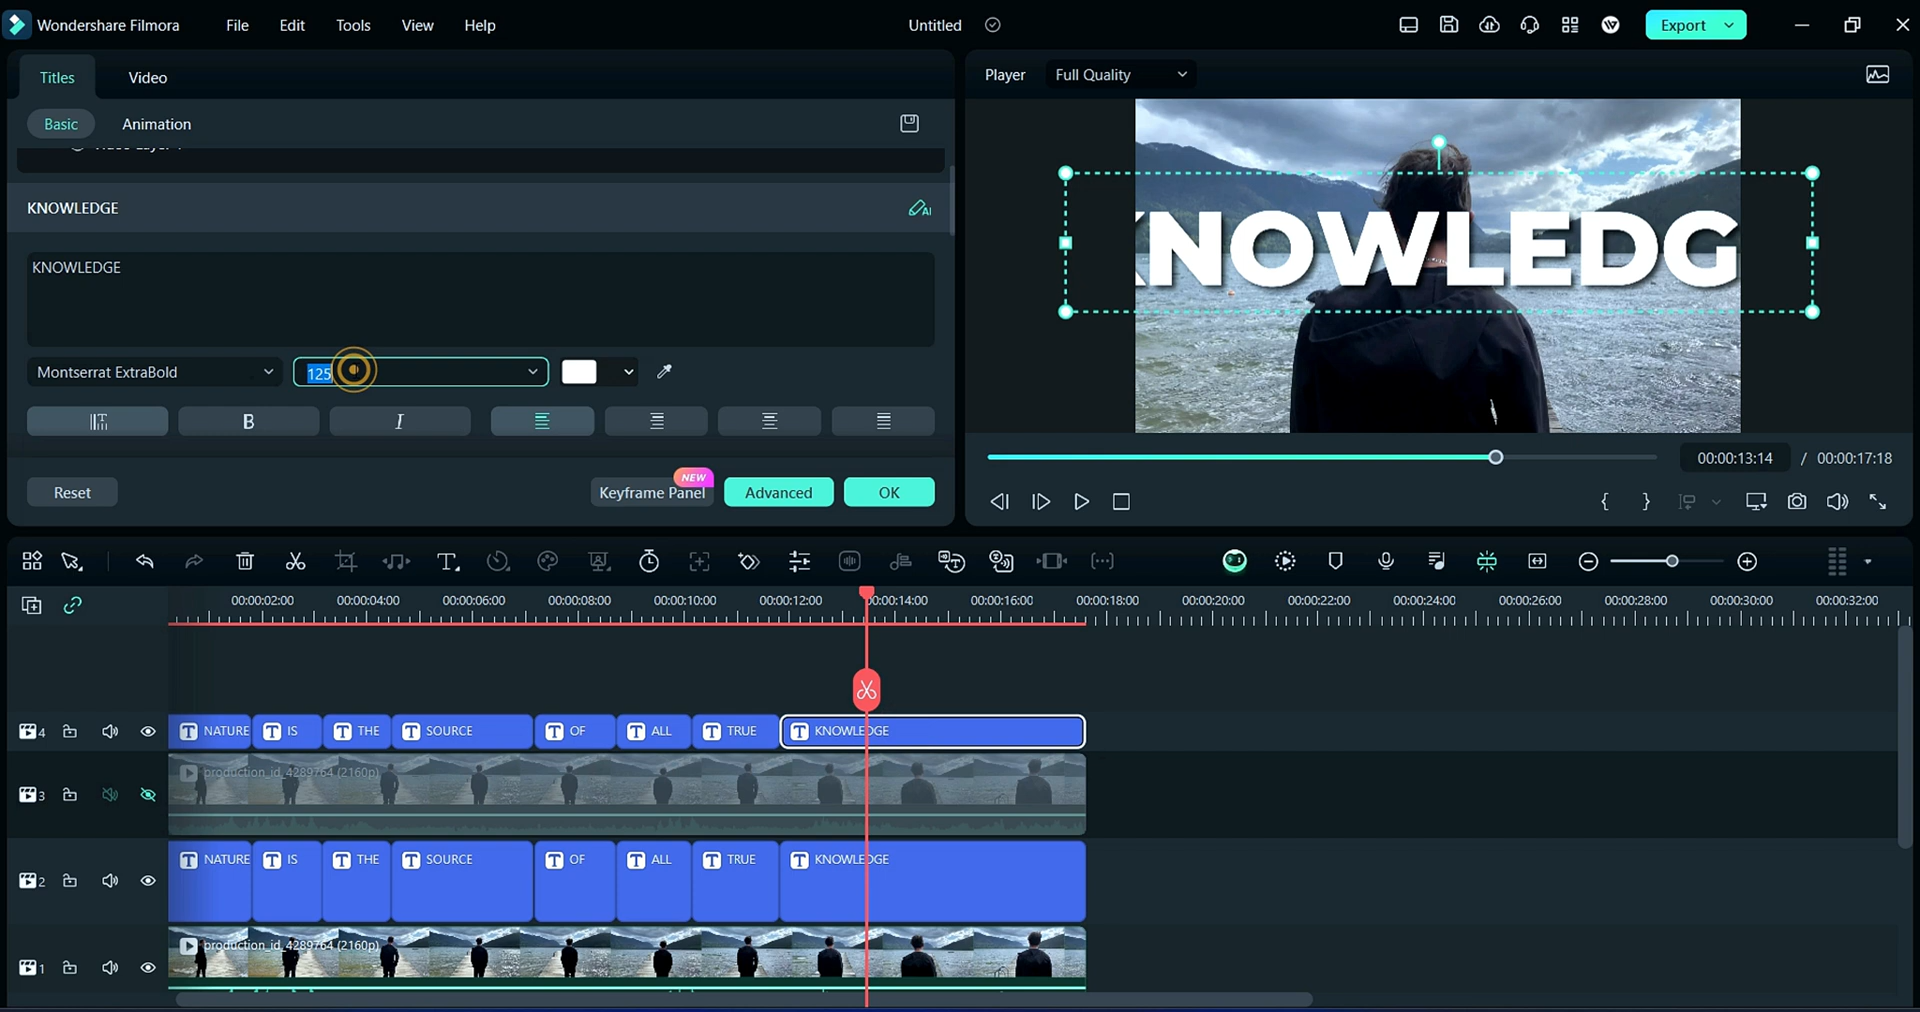 Wondershare Filmora File Edit Tools View Help Untitled Export
Titles Video
Player Full Quality
Basic Animation
KNOWLEDGE
AI
KNOWLEDGE
KNOWLEDG
Montserrat ExtraBold 125
T B I
NEW
Reset Keyframe Panel Advanced OK
00:00:13:14 / 00:00:17:18
{ }
00:00:02:00 00:00:04:00 00:00:06:00 00:00:08:00 00:00:10:00 00:00:12:00 00:00:14:00 00:00:16:00 00:00:18:00 00:00:20:00 00:00:22:00 00:00:24:00 00:00:26:00 00:00:28:00 00:00:30:00 00:00:32:00
4 T NATURE T IS T THE T SOURCE T OF T ALL T TRUE T KNOWLEDGE
production_id_4289764 (2160p)
3
T NATURE T IS T THE T SOURCE T OF T ALL T TRUE T KNOWLEDGE
2
production_id_4289764 (2160p)
1